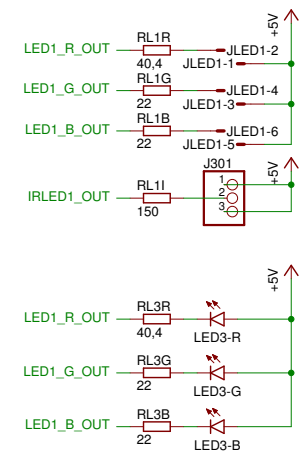 RL1R
+5V
LED1_R_OUT
JLED1-2
40,4
JLED1-1
RL1G
LED1_G_OUT
JLED1-4
22
JLED1-3
RL1B
LED1_B_OUT
JLED1-6
22
JLED1-5
J301
+5V
RL1I
1
IRLED1_OUT
2
150
3
+5V
RL3R
LED1_R_OUT
40,4
LED3-R
RL3G
LED1_G_OUT
22
LED3-G
RL3B
LED1_B_OUT
22
LED3-B